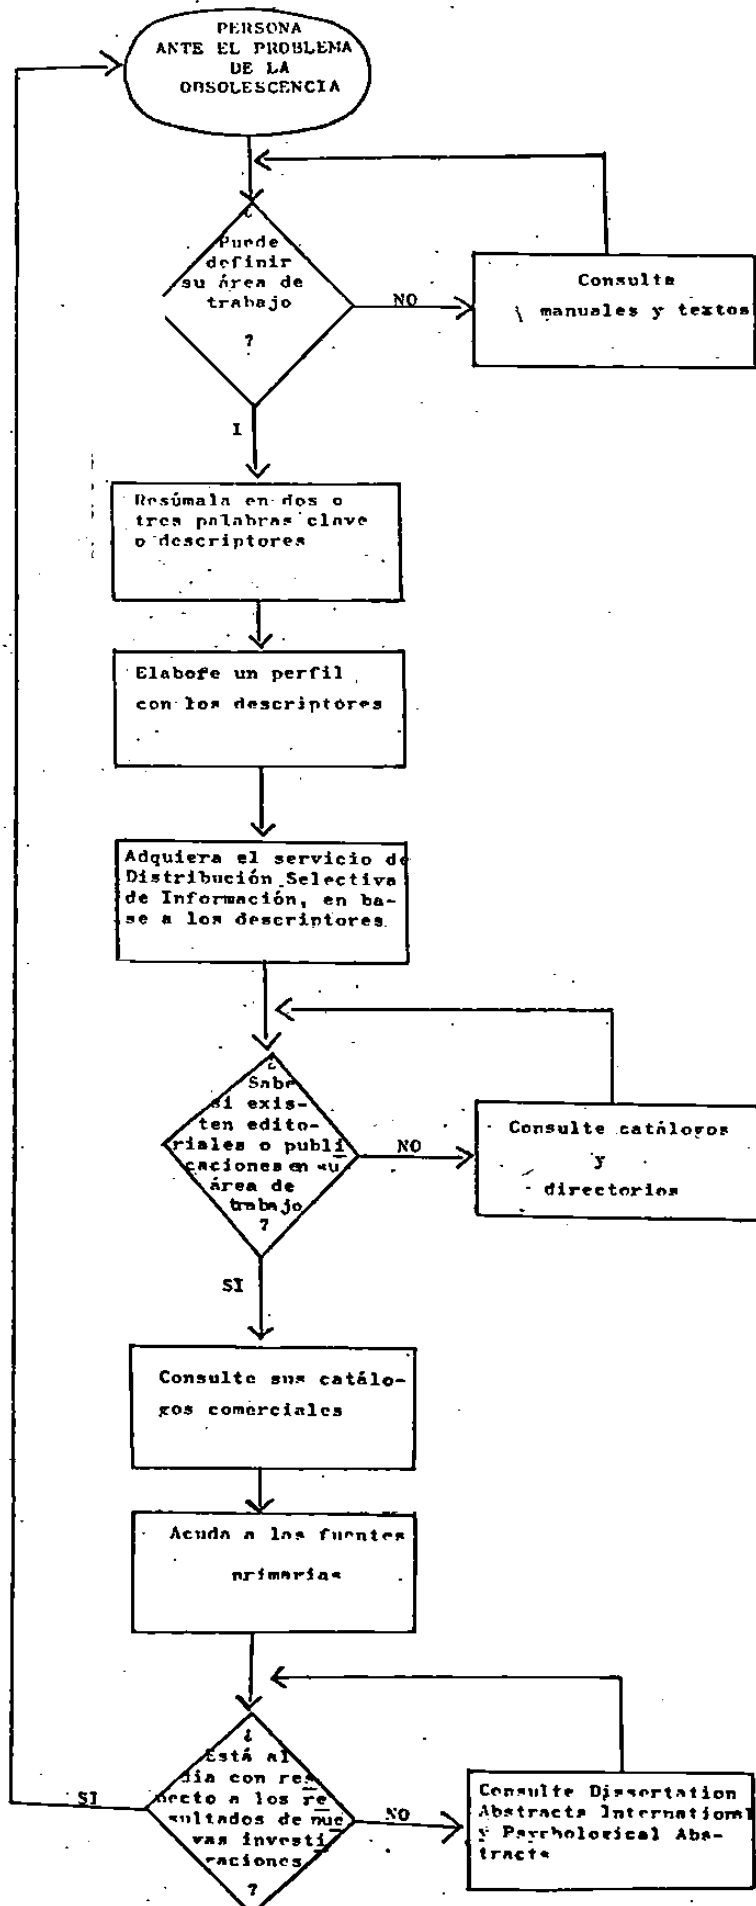 PERSONA
ANTE EL PROBLEMA
DE LA
OBSOLESCENCIA
¿
Puede
definir
su área de
trabajo
?
NO
Consulte
manuales y textos
I
Resúmala en dos o
tres palabras clave
o descriptores
Elabore un perfil
con los descriptores
Adquiera el servicio de
Distribución Selectiva
de Información, en ba-
se a los descriptores
¿
Sabe
si exis-
ten edito-
riales o publi
caciones en su
área de
trabajo
?
NO
Consulte catálogos
y
directorios
SI
Consulte sus catálo-
gos comerciales
Acuda a las fuentes
primarias
¿
Está al
dia con res
pecto a los re
sultados de nue
vas investi
gaciones
?
SI
NO
Consulte Dissertation
Abstracts International
y Psychological Abs-
tracts